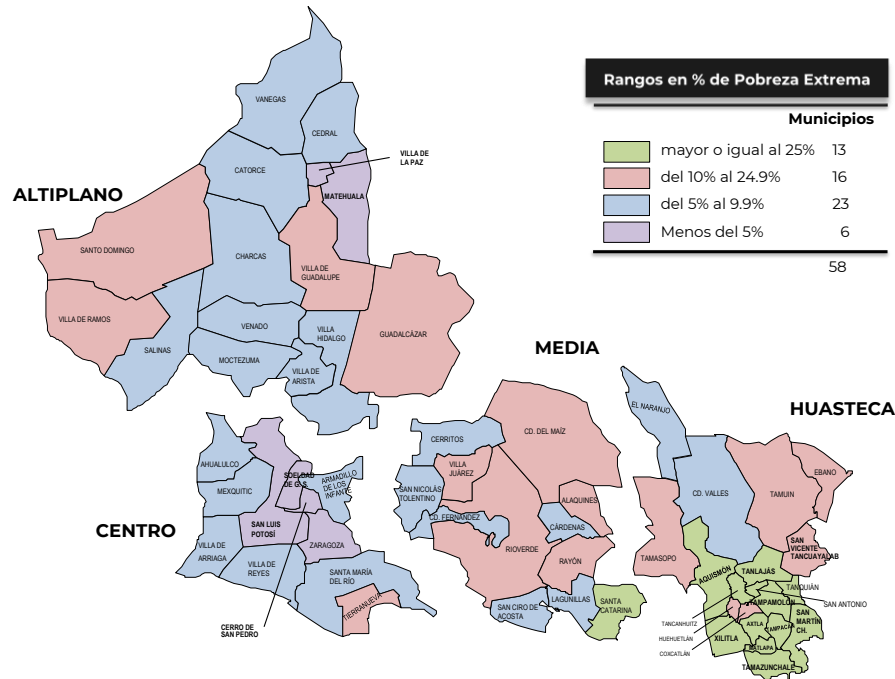 Rangos en % de Pobreza Extrema
Municipios
mayor o igual al 25% 13
del 10% al 24.9% 16
del 5% al 9.9% 23
Menos del 5% 6
58
ALTIPLANO
VANEGAS
CEDRAL
VILLA DE
LA PAZ
CATORCE
MATEHUALA
SANTO DOMINGO
CHARCAS
VILLA DE
GUADALUPE
VILLA DE RAMOS
SALINAS
VENADO
VILLA
HIDALGO
GUADALCÁZAR
MOCTEZUMA
VILLA DE
ARISTA
CENTRO
AHUALULCO
SOELDAD
DE G. S.
ARMADILLO
DE LOS
INFANTE
MEXQUITIC
SAN LUIS
POTOSÍ
ZARAGOZA
VILLA DE
ARRIAGA
VILLA DE
REYES
SANTA MARÍA
DEL RÍO
TIERRANUEVA
CERRO DE
SAN PEDRO
MEDIA
CD. DEL MAÍZ
CERRITOS
VILLA
JUÁREZ
SAN NICOLÁS
TOLENTINO
ALAQUINES
CD. FERNÁNDEZ
CÁRDENAS
RIOVERDE
RAYÓN
SAN CIRO DE
ACOSTA
LAGUNILLAS
SANTA
CATARINA
HUASTECA
EL NARANJO
CD. VALLES
TAMUIN
EBANO
TAMASOPO
SAN
VICENTE
TANCUAYALAB
AQUISMÓN
TANLAJÁS
TANQUIÁN
SAN ANTONIO
TAMPAMOLÓN
TANCANHUITZ
HUEHUETLÁN
COXCATLÁN
SAN
MARTÍN
CH.
AXTLA
TAMPACÁN
XILITLA
MATLAPA
TAMAZUNCHALE